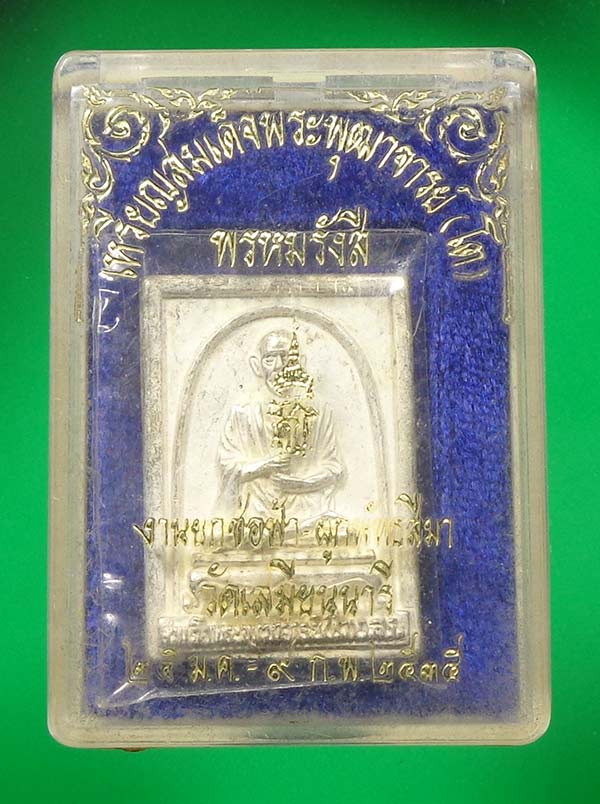 เหรียญสมเด็จพระพุฒาจารย์ (โต)
พรหมรังสี
งานยกช่อฟ้า-ผูกพัทธสีมา
วัดเสมียนนารี
ม.ค.-๙ ก.พ.๒๕๓๕